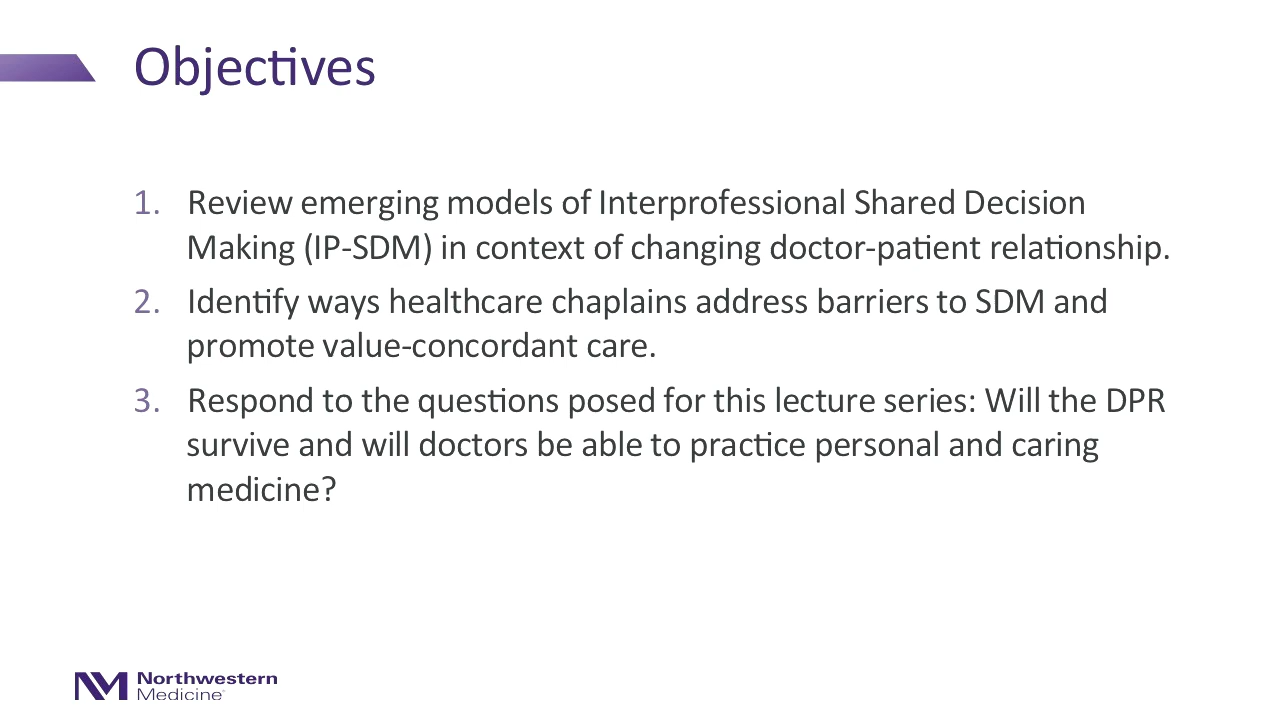 Objectives
1. Review emerging models of Interprofessional Shared Decision
Making (IP-SDM) in context of changing doctor-patient relationship.
2. Identify ways healthcare chaplains address barriers to SDM and
promote value-concordant care.
3. Respond to the questions posed for this lecture series: Will the DPR
survive and will doctors be able to practice personal and caring
medicine?
NM Northwestern
Medicine®